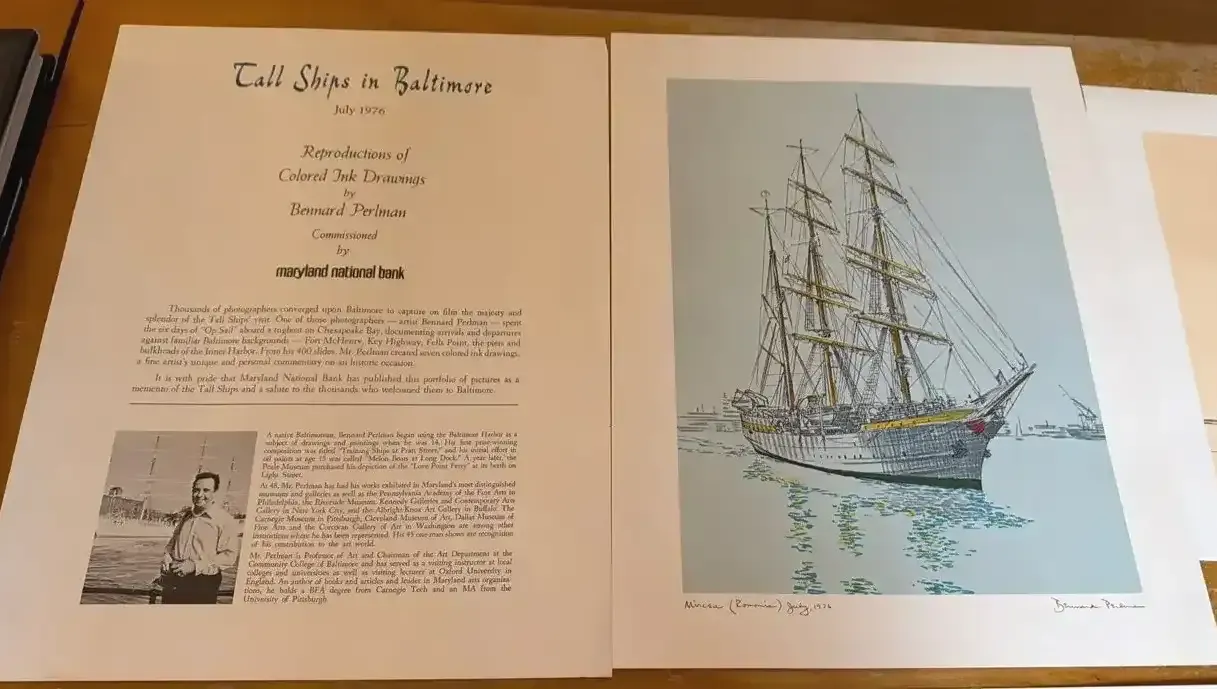 Tall Ships in Baltimore
July 1976
Reproductions of
Colored Ink Drawings
by
Bennard Perlman
Commissioned
by
maryland national bank
Thousands of photographers converged upon Baltimore to capture on film the majesty and
splendor of the Tall Ships' visit. One of those photographers — artist Bennard Perlman — spent
the six days of "Op Sail" aboard a tugboat on Chesapeake Bay, documenting arrivals and departures
against familiar Baltimore backgrounds — Fort McHenry, Key Highway, Fells Point, the piers and
bulkheads of the Inner Harbor. From his 400 slides, Mr. Perlman created seven colored ink drawings,
a fine artist's unique and personal commentary on an historic occasion.
It is with pride that Maryland National Bank has published this portfolio of pictures as a
memento of the Tall Ships and a salute to the thousands who welcomed them to Baltimore.
A native Baltimorean, Bennard Perlman began using the Baltimore Harbor as a
subject of drawings and paintings when he was 14. His first prize-winning
composition was titled "Training Ships at Pratt Street," and his initial effort in
oil paints at age 15 was called "Melon Boats at Long Dock." A year later, the
Peale Museum purchased his depiction of the "Love Point Ferry" at its berth on
Light Street.
At 48, Mr. Perlman has had his works exhibited in Maryland's most distinguished
museums and galleries as well as the Pennsylvania Academy of the Fine Arts in
Philadelphia, the Riverside Museum, Kennedy Galleries and Contemporary Arts
Gallery in New York City, and the Albright-Knox Art Gallery in Buffalo. The
Carnegie Museum in Pittsburgh, Cleveland Museum of Art, Dallas Museum of
Fine Arts and the Corcoran Gallery of Art in Washington are among other
institutions where he has been represented. His 45 one-man shows are recognition
of his contribution to the art world.
Mr. Perlman is Professor of Art and Chairman of the Art Department at the
Community College of Baltimore and has served as a visiting instructor at local
colleges and universities as well as visiting lecturer at Oxford University in
England. An author of books and articles and leader in Maryland arts organiza-
tions, he holds a BFA degree from Carnegie Tech and an MA from the
University of Pittsburgh.
Mircea (Romania) July, 1976
Bennard Perlman